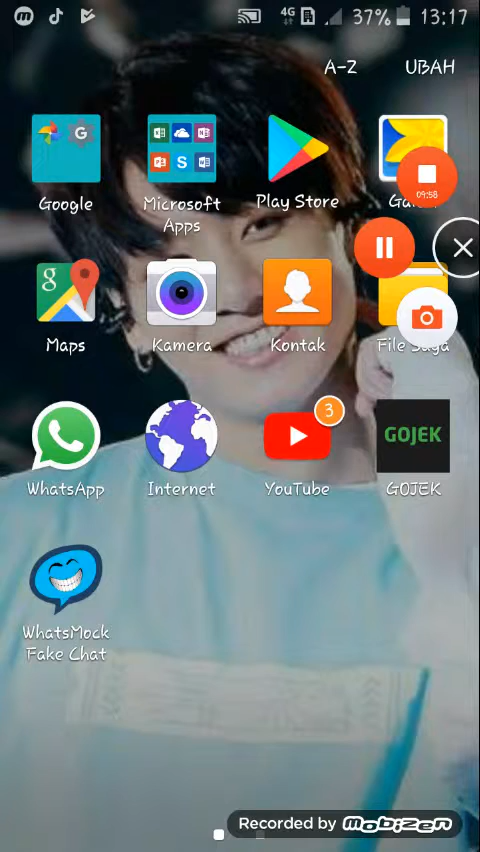 4G 37% 13:17
A-Z UBAH
G
09:58
Google
Microsoft
Apps
Play Store
g
Maps
Kamera
Kontak
File Saya
3
GOJEK
WhatsApp
Internet
YouTube
GOJEK
WhatsMock
Fake Chat
Recorded by mobizen